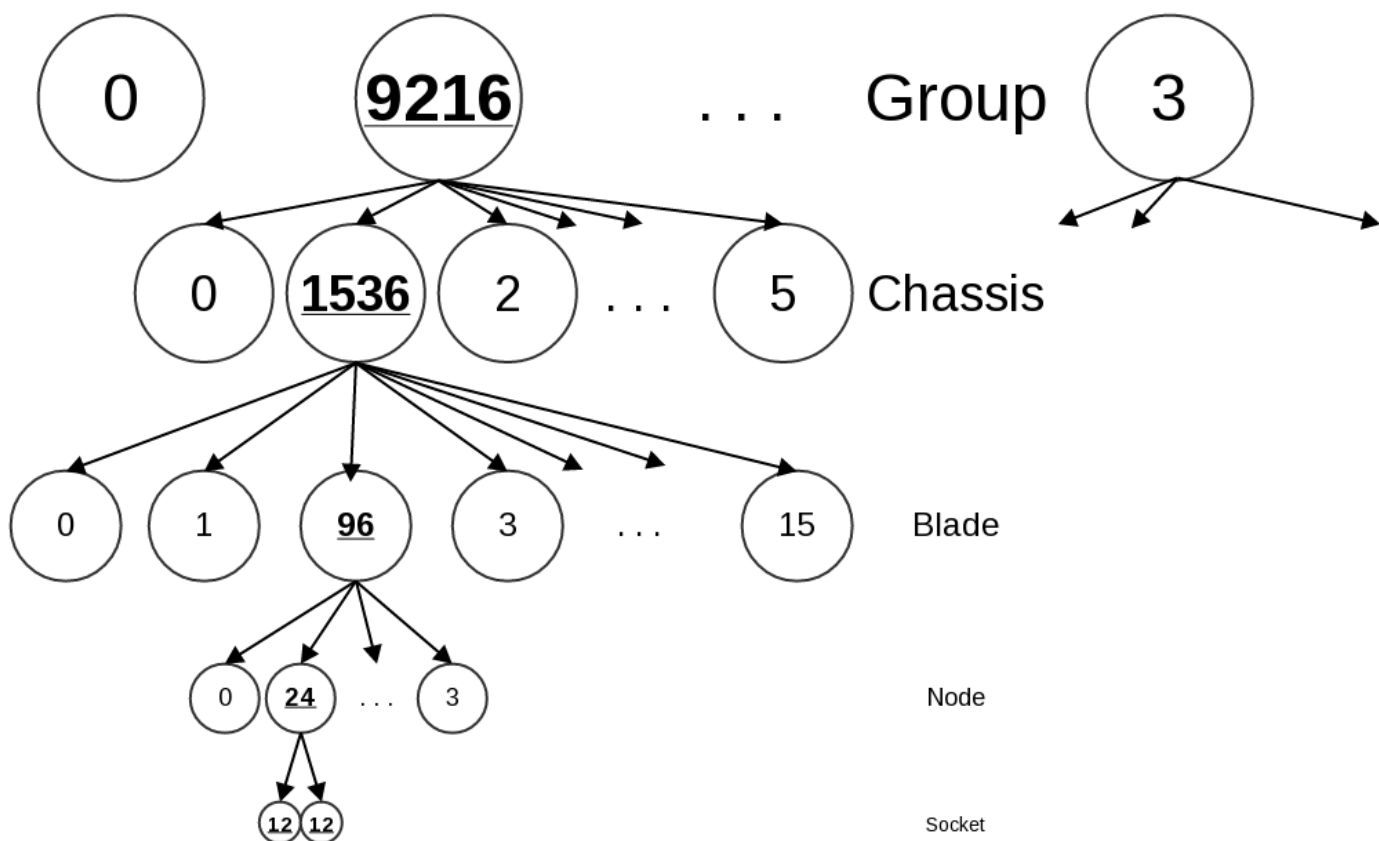 0 9216 . . . Group 3
0 1536 2 . . . 5 Chassis
0 1 96 3 . . . 15 Blade
0 24 . . . 3 Node
12 12 Socket